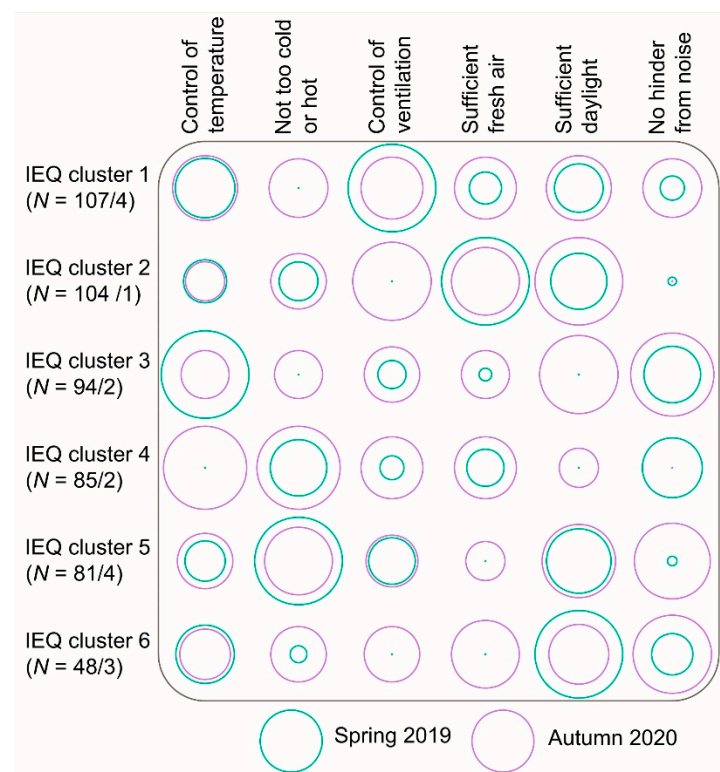 Control of
temperature
Not too cold
or hot
Control of
ventilation
Sufficient
fresh air
Sufficient
daylight
No hinder
from noise
IEQ cluster 1
(N = 107/4)
IEQ cluster 2
(N = 104 /1)
IEQ cluster 3
(N = 94/2)
IEQ cluster 4
(N = 85/2)
IEQ cluster 5
(N = 81/4)
IEQ cluster 6
(N = 48/3)
Spring 2019
Autumn 2020